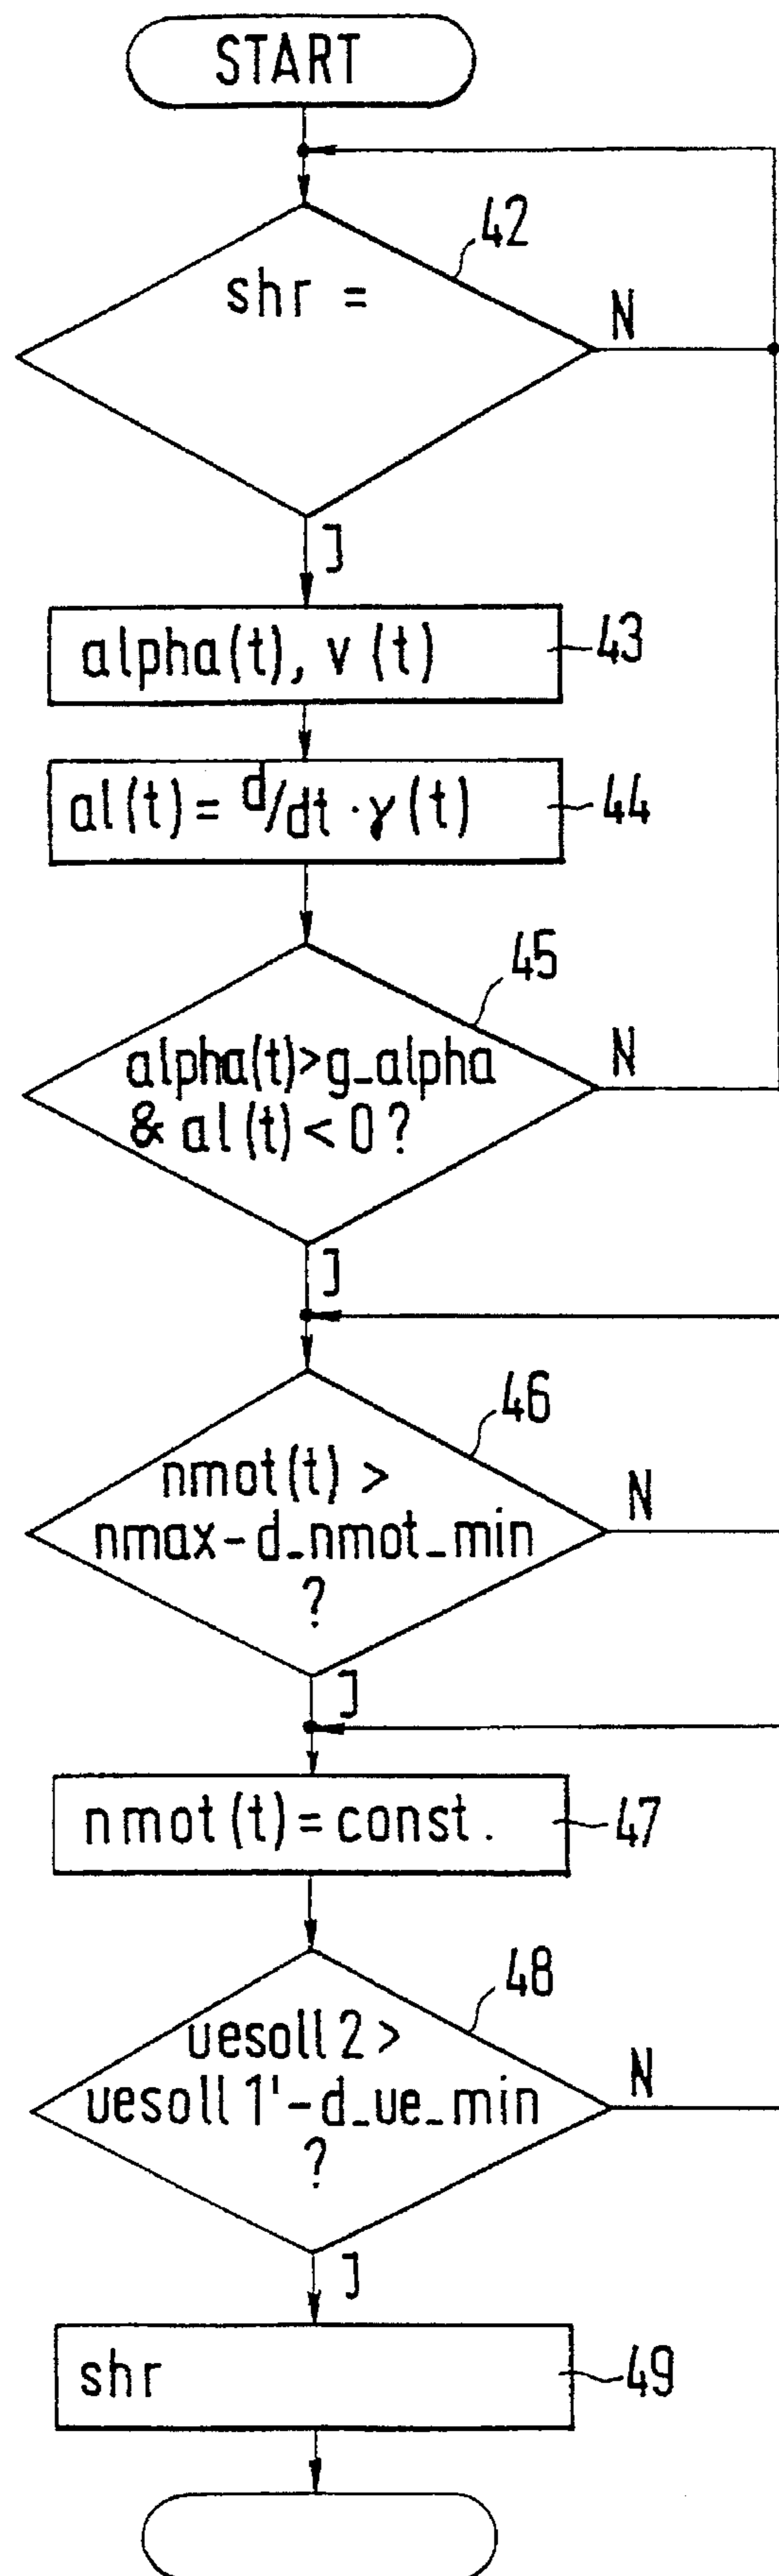 START
42
shr =
N
J
alpha(t), v(t)
43
al(t) = d/dt · γ(t)
44
45
alpha(t)>g_alpha
N
& al(t) < 0 ?
J
46
nmot(t) >
N
nmax-d_nmot_min
?
J
nmot(t) = const.
47
48
uesoll 2 >
N
uesoll 1'-d_ue_min
?
J
shr
49